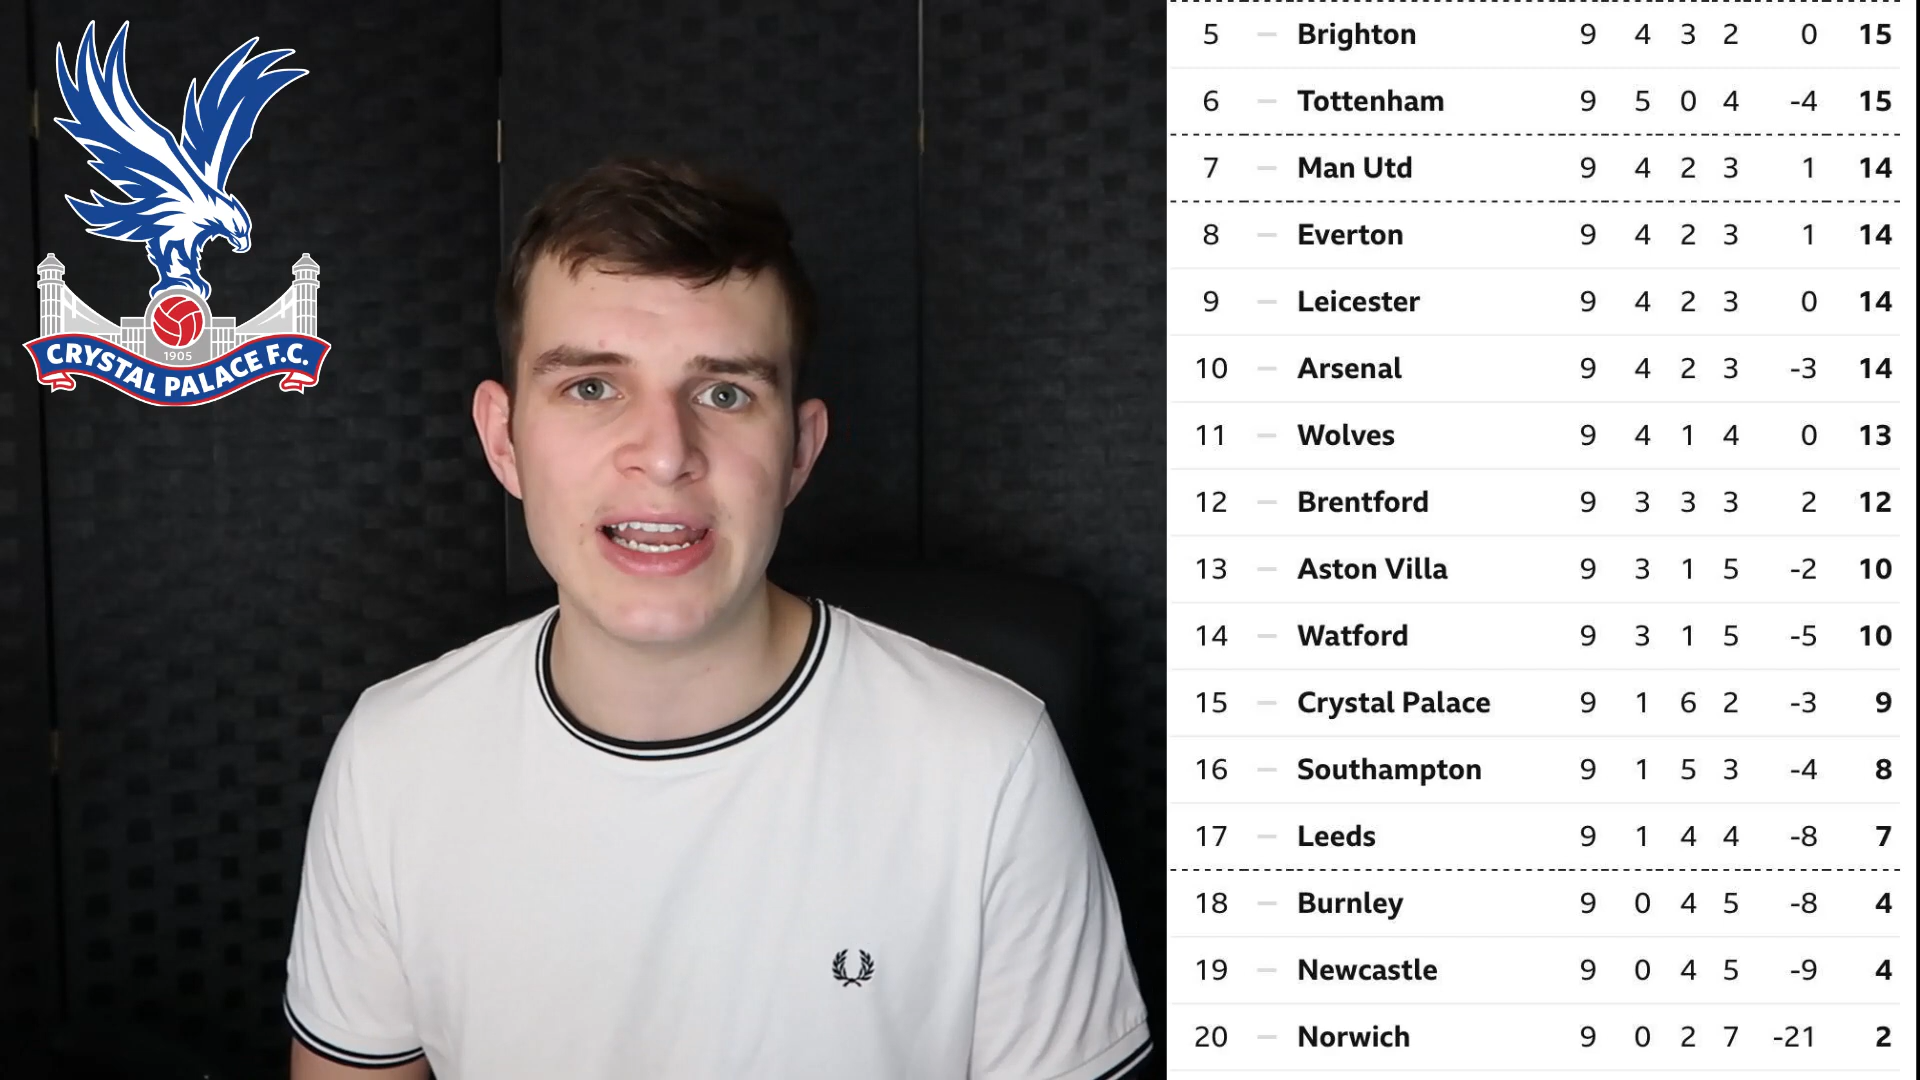 CRYSTAL PALACE F.C.
1905
5 – Brighton 9 4 3 2 0 15
6 – Tottenham 9 5 0 4 -4 15
7 – Man Utd 9 4 2 3 1 14
8 – Everton 9 4 2 3 1 14
9 – Leicester 9 4 2 3 0 14
10 – Arsenal 9 4 2 3 -3 14
11 – Wolves 9 4 1 4 0 13
12 – Brentford 9 3 3 3 2 12
13 – Aston Villa 9 3 1 5 -2 10
14 – Watford 9 3 1 5 -5 10
15 – Crystal Palace 9 1 6 2 -3 9
16 – Southampton 9 1 5 3 -4 8
17 – Leeds 9 1 4 4 -8 7
18 – Burnley 9 0 4 5 -8 4
19 – Newcastle 9 0 4 5 -9 4
20 – Norwich 9 0 2 7 -21 2